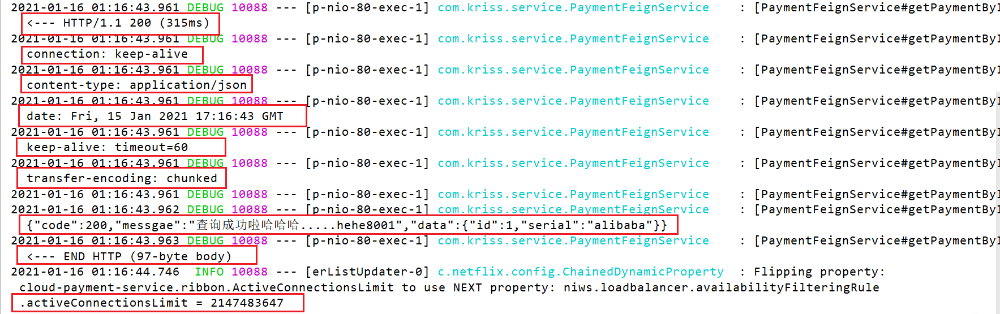 2021-01-16 01:16:43.961 DEBUG 10088 --- [p-nio-80-exec-1] com.kriss.service.PaymentFeignService : [PaymentFeignService#getPaymentByI
<--- HTTP/1.1 200 (315ms)
2021-01-16 01:16:43.961 DEBUG 10088 --- [p-nio-80-exec-1] com.kriss.service.PaymentFeignService : [PaymentFeignService#getPaymentByI
connection: keep-alive
2021-01-16 01:16:43.961 DEBUG 10088 --- [p-nio-80-exec-1] com.kriss.service.PaymentFeignService : [PaymentFeignService#getPaymentByI
content-type: application/json
2021-01-16 01:16:43.961 DEBUG 10088 --- [p-nio-80-exec-1] com.kriss.service.PaymentFeignService : [PaymentFeignService#getPaymentByI
date: Fri, 15 Jan 2021 17:16:43 GMT
2021-01-16 01:16:43.961 DEBUG 10088 --- [p-nio-80-exec-1] com.kriss.service.PaymentFeignService : [PaymentFeignService#getPaymentByI
keep-alive: timeout=60
2021-01-16 01:16:43.961 DEBUG 10088 --- [p-nio-80-exec-1] com.kriss.service.PaymentFeignService : [PaymentFeignService#getPaymentByI
transfer-encoding: chunked
2021-01-16 01:16:43.961 DEBUG 10088 --- [p-nio-80-exec-1] com.kriss.service.PaymentFeignService : [PaymentFeignService#getPaymentByI
2021-01-16 01:16:43.962 DEBUG 10088 --- [p-nio-80-exec-1] com.kriss.service.PaymentFeignService : [PaymentFeignService#getPaymentByI
{"code":200,"messgae":"查询成功啦哈哈哈.....hehe8001","data":{"id":1,"serial":"alibaba"}}
2021-01-16 01:16:43.963 DEBUG 10088 --- [p-nio-80-exec-1] com.kriss.service.PaymentFeignService : [PaymentFeignService#getPaymentByI
<--- END HTTP (97-byte body)
2021-01-16 01:16:44.746 INFO 10088 --- [erListUpdater-0] c.netflix.config.ChainedDynamicProperty : Flipping property:
cloud-payment-service.ribbon.ActiveConnectionsLimit to use NEXT property: niws.loadbalancer.availabilityFilteringRule
.activeConnectionsLimit = 2147483647